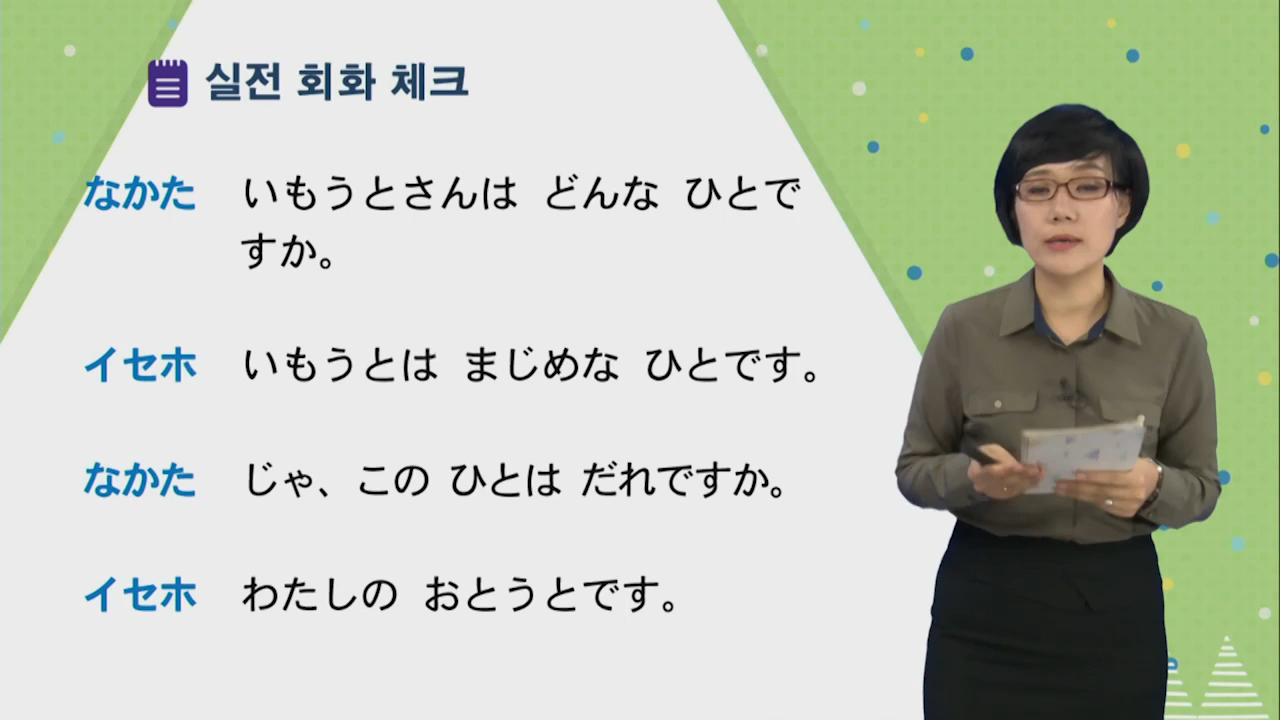 실전 회화 체크
なかた いもうとさんは どんな ひとで
すか。
イセホ いもうとは まじめな ひとです。
なかた じゃ、この ひとは だれですか。
イセホ わたしの おとうとです。